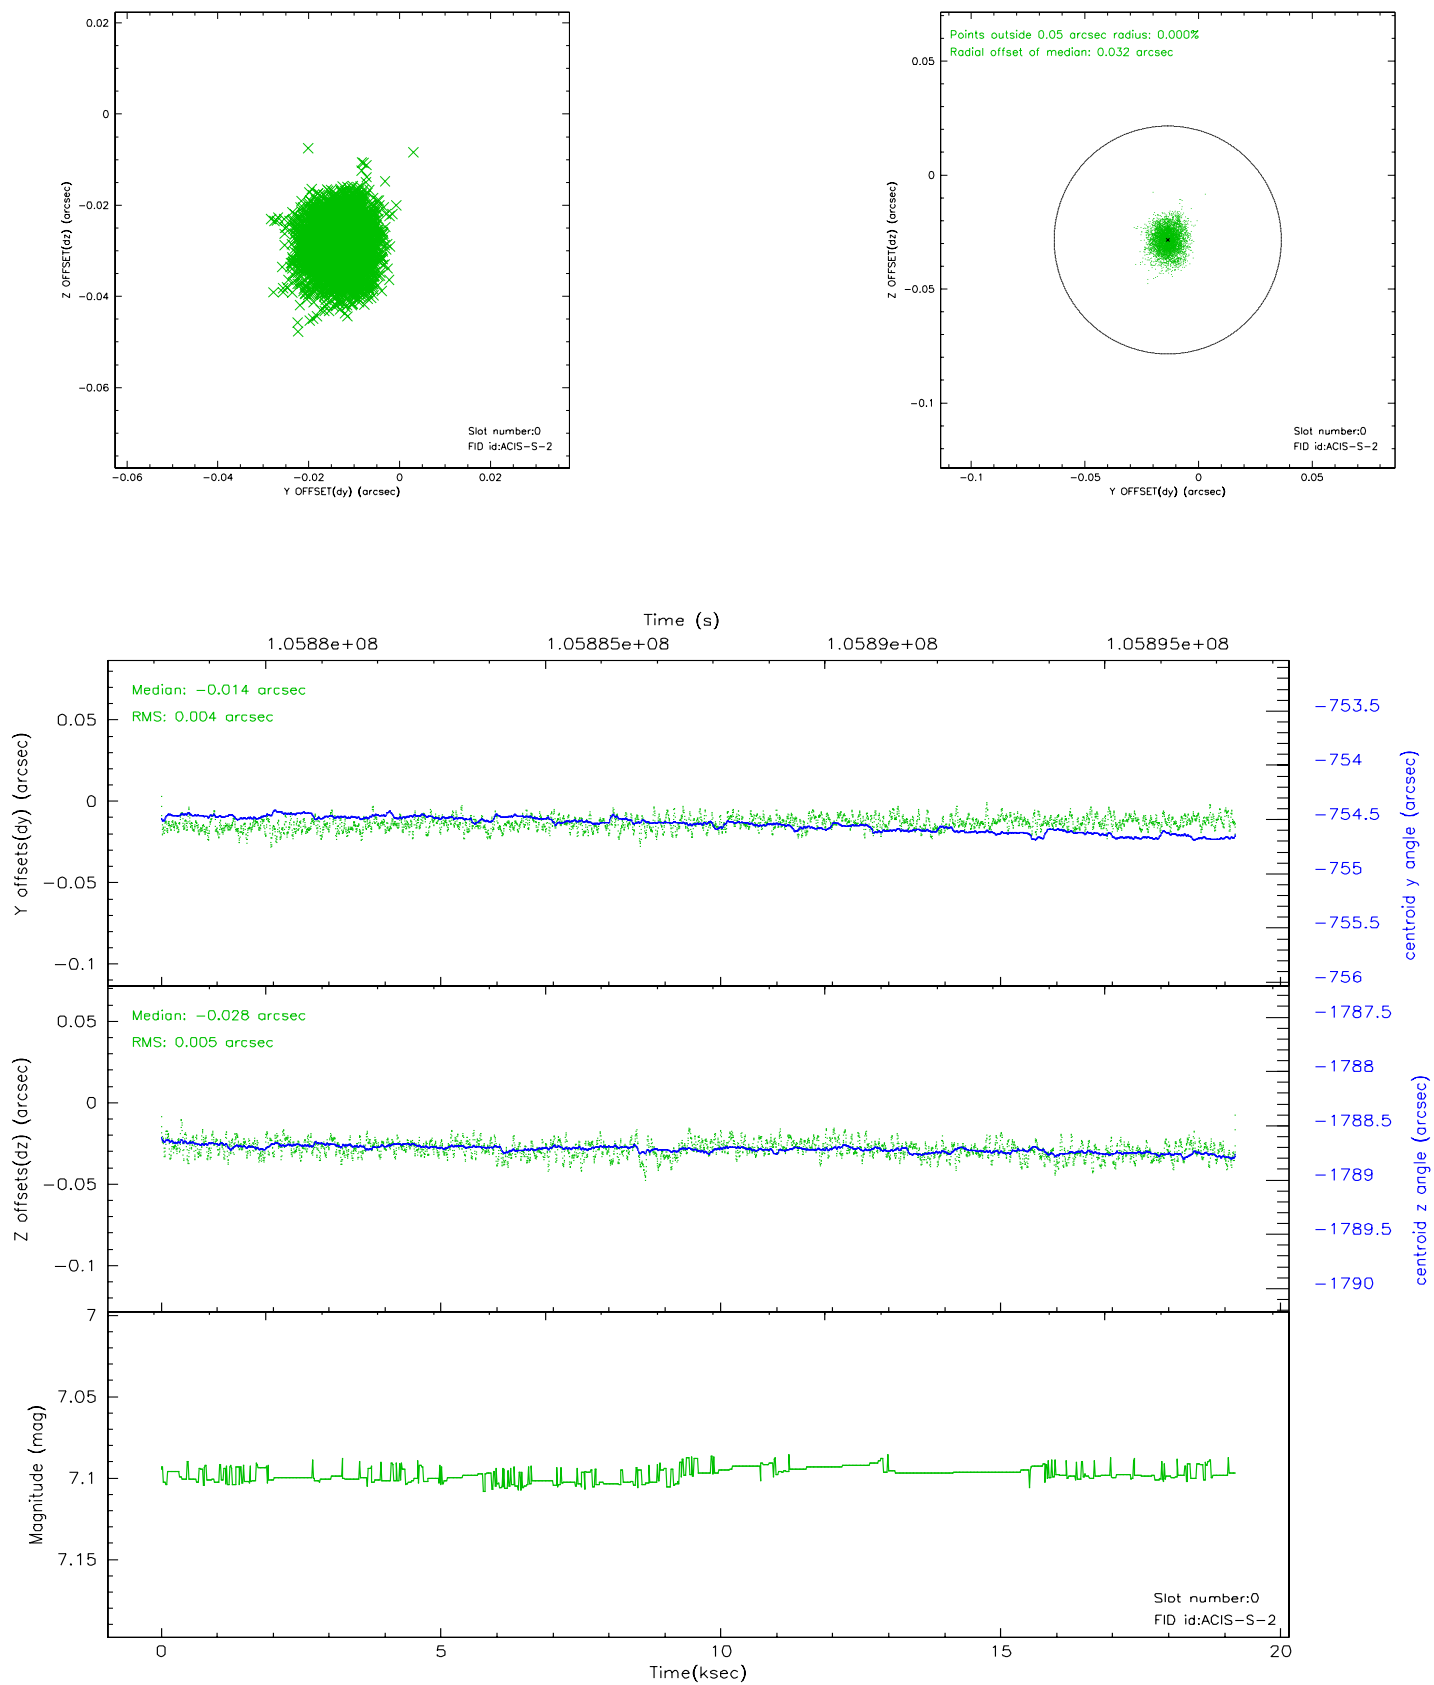 0.02
0
-0.02
-0.04
-0.06
Z OFFSET(dz) (arcsec)
Slot number:0
FID id:ACIS-S-2
-0.06 -0.04 -0.02 0 0.02
Y OFFSET(dy) (arcsec)
Points outside 0.05 arcsec radius: 0.000%
Radial offset of median: 0.032 arcsec
0.05
0
-0.05
-0.1
Z OFFSET(dz) (arcsec)
Slot number:0
FID id:ACIS-S-2
-0.1 -0.05 0 0.05
Y OFFSET(dy) (arcsec)
Time (s)
1.0588e+08 1.05885e+08 1.0589e+08 1.05895e+08
Median: -0.014 arcsec
RMS: 0.004 arcsec
0.05
0
-0.05
-0.1
Y offsets(dy) (arcsec)
-753.5
-754
-754.5
-755
-755.5
-756
centroid y angle (arcsec)
Median: -0.028 arcsec
RMS: 0.005 arcsec
0.05
0
-0.05
-0.1
Z offsets(dz) (arcsec)
-1787.5
-1788
-1788.5
-1789
-1789.5
-1790
centroid z angle (arcsec)
7
7.05
7.1
7.15
Magnitude (mag)
Slot number:0
FID id:ACIS-S-2
0 5 10 15 20
Time(ksec)